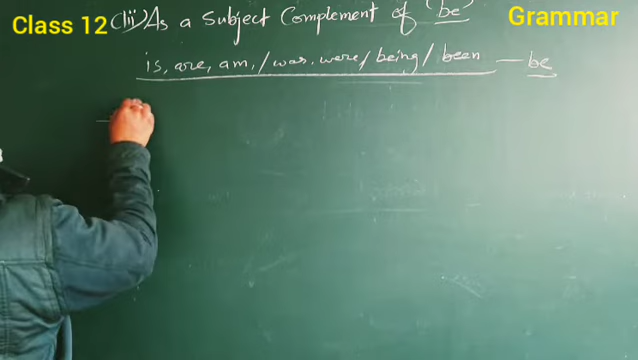 Class 12 (iii) As a Subject Complement of 'be' Grammar
is, are, am, / was, were / being / been — be